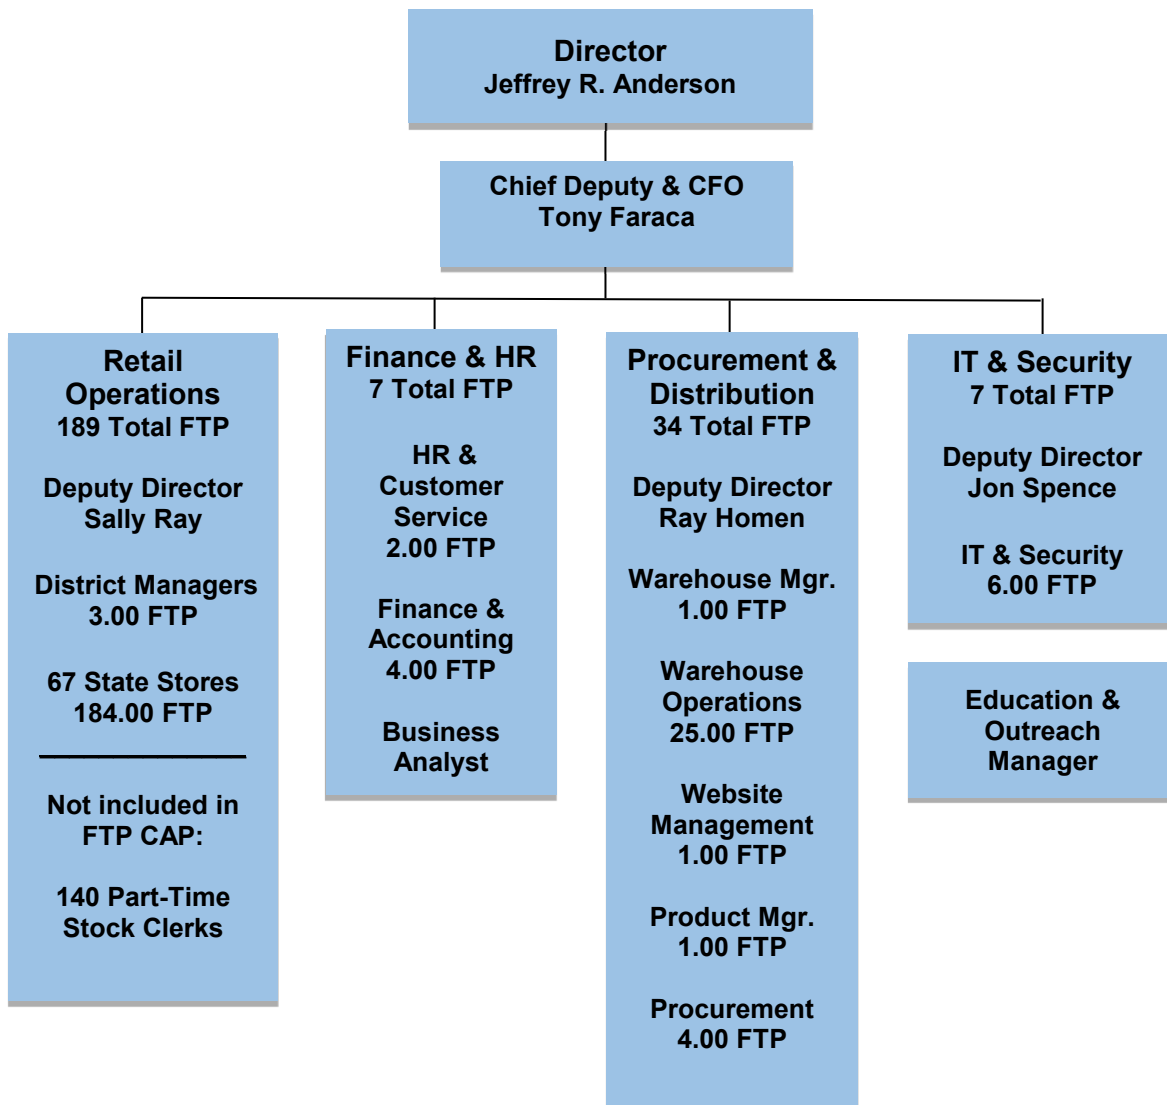 Director
Jeffrey R. Anderson
Chief Deputy & CFO
Tony Faraca
Retail
Operations
189 Total FTP
Deputy Director
Sally Ray
District Managers
3.00 FTP
67 State Stores
184.00 FTP
Not included in
FTP CAP:
140 Part-Time
Stock Clerks
Finance & HR
7 Total FTP
HR &
Customer
Service
2.00 FTP
Finance &
Accounting
4.00 FTP
Business
Analyst
Procurement &
Distribution
34 Total FTP
Deputy Director
Ray Homen
Warehouse Mgr.
1.00 FTP
Warehouse
Operations
25.00 FTP
Website
Management
1.00 FTP
Product Mgr.
1.00 FTP
Procurement
4.00 FTP
IT & Security
7 Total FTP
Deputy Director
Jon Spence
IT & Security
6.00 FTP
Education &
Outreach
Manager